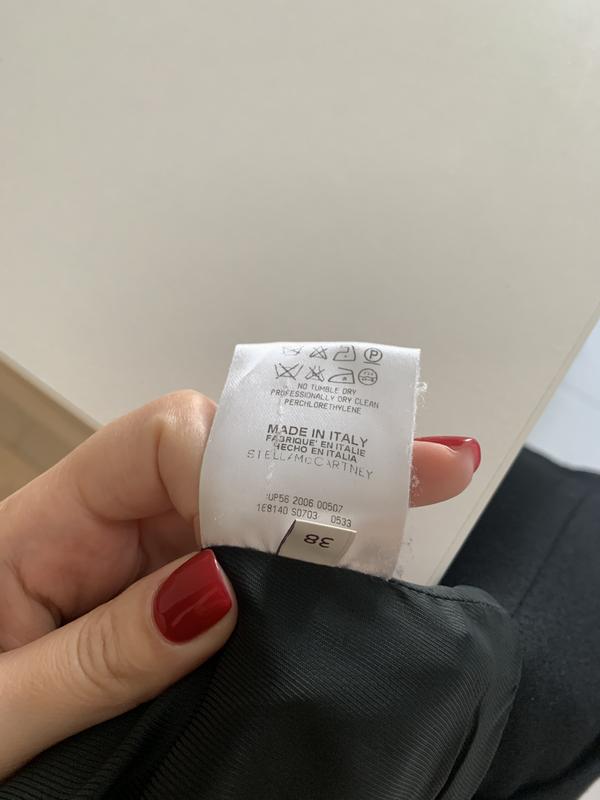 P
NO TUMBLE DRY
PROFESSIONALLY DRY CLEAN
PERCHLORETHYLENE
MADE IN ITALY
FABRIQUE' EN ITALIE
HECHO EN ITALIA
STELLA McCARTNEY
UP56 2006 00507
1E8140 S0703 0533
38